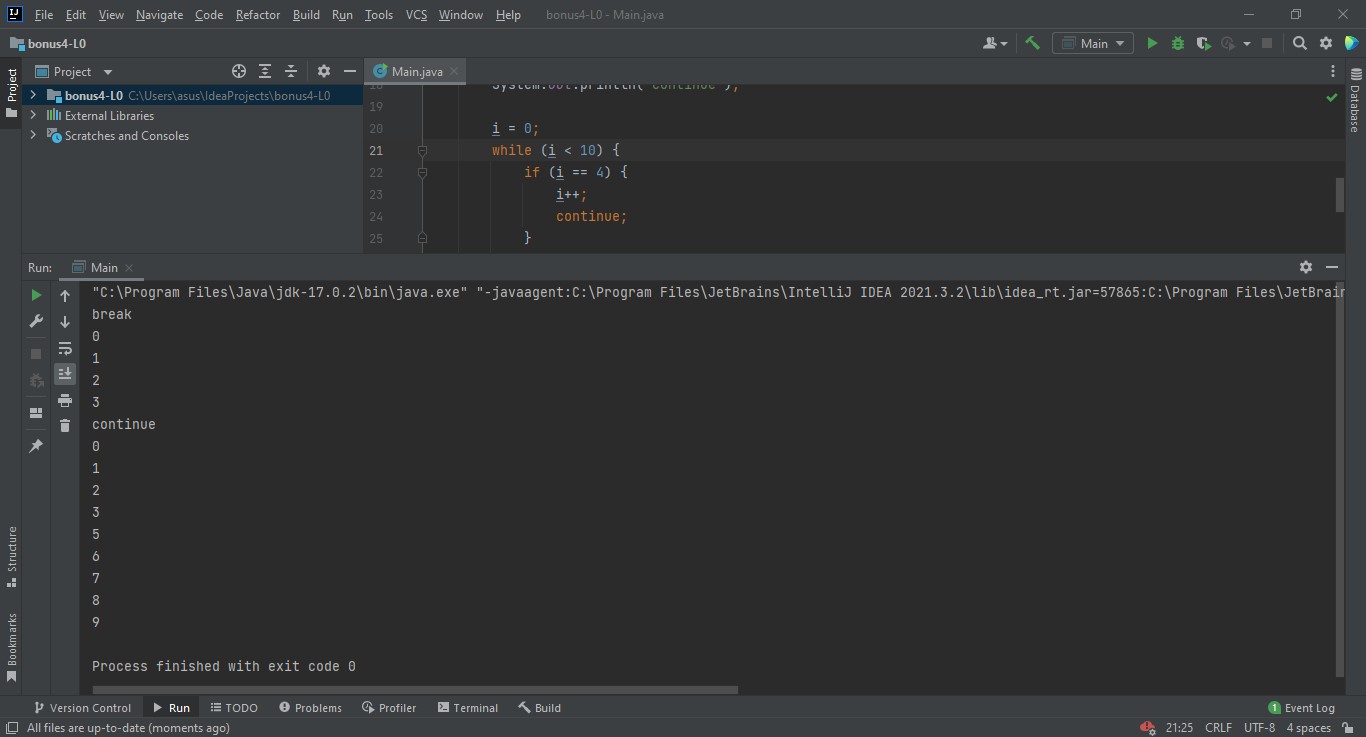 File Edit View Navigate Code Refactor Build Run Tools VCS Window Help bonus4-L0 - Main.java
bonus4-L0
Main
Project
Main.java
Project
bonus4-L0 C:\Users\asus\IdeaProjects\bonus4-L0
External Libraries
Scratches and Consoles
18 System.out.println("continue");
19
20 i = 0;
21 while (i < 10) {
22 if (i == 4) {
23 i++;
24 continue;
25 }
Database
Run: Main
"C:\Program Files\Java\jdk-17.0.2\bin\java.exe" "-javaagent:C:\Program Files\JetBrains\IntelliJ IDEA 2021.3.2\lib\idea_rt.jar=57865:C:\Program Files\JetBrain
break
0
1
2
3
continue
0
1
2
3
5
6
7
8
9
Process finished with exit code 0
Structure
Bookmarks
Version Control Run TODO Problems Profiler Terminal Build 1 Event Log
All files are up-to-date (moments ago) 21:25 CRLF UTF-8 4 spaces